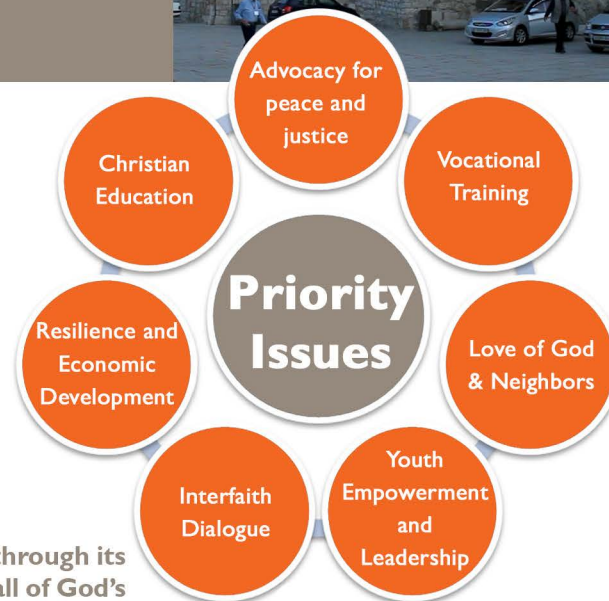 Advocacy for
peace and
justice
Vocational
Training
Love of God
& Neighbors
Youth
Empowerment
and
Leadership
Interfaith
Dialogue
Resilience and
Economic
Development
Christian
Education
Priority
Issues
through its
all of God's